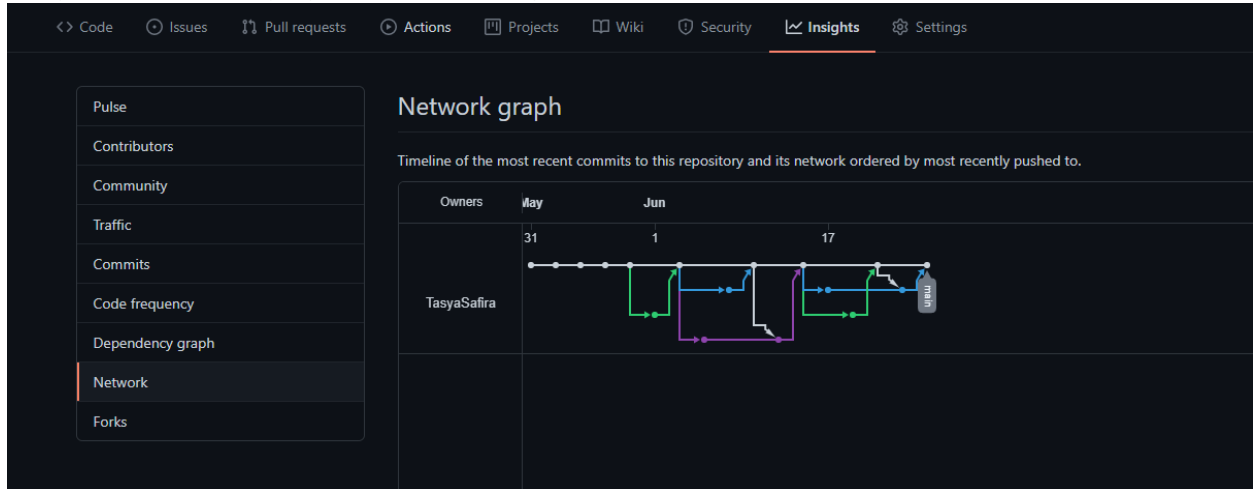 Code Issues Pull requests Actions Projects Wiki Security Insights Settings
Pulse
Contributors
Community
Traffic
Commits
Code frequency
Dependency graph
Network
Forks
Network graph
Timeline of the most recent commits to this repository and its network ordered by most recently pushed to.
Owners May Jun
31 1 17
TasyaSafira
main